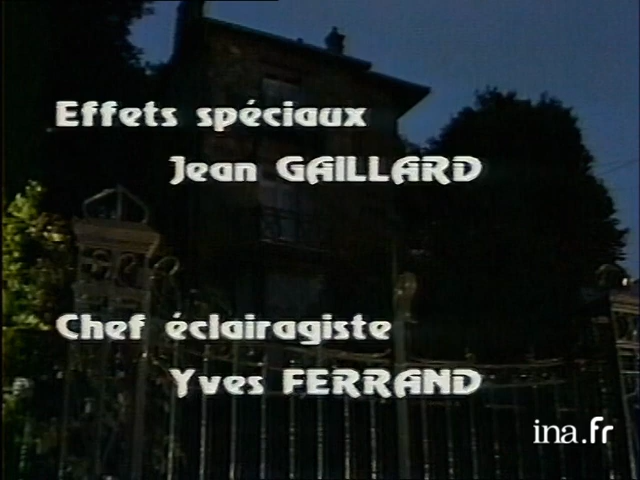 Effets spéciaux
Jean GAILLARD
Chef éclairagiste
Yves FERRAND
ina.fr